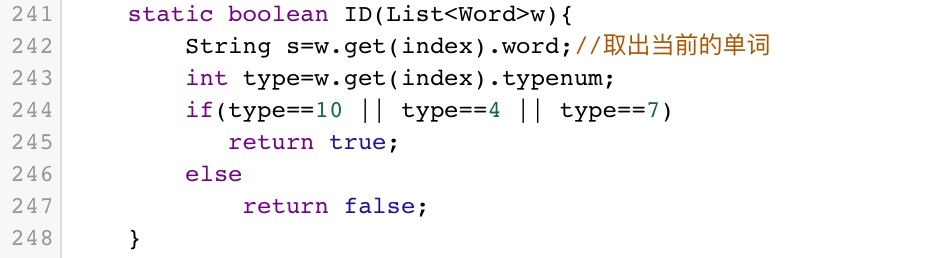 241 static boolean ID(List<Word>w){
242 String s=w.get(index).word;//取出当前的单词
243 int type=w.get(index).typenum;
244 if(type==10 || type==4 || type==7)
245 return true;
246 else
247 return false;
248 }